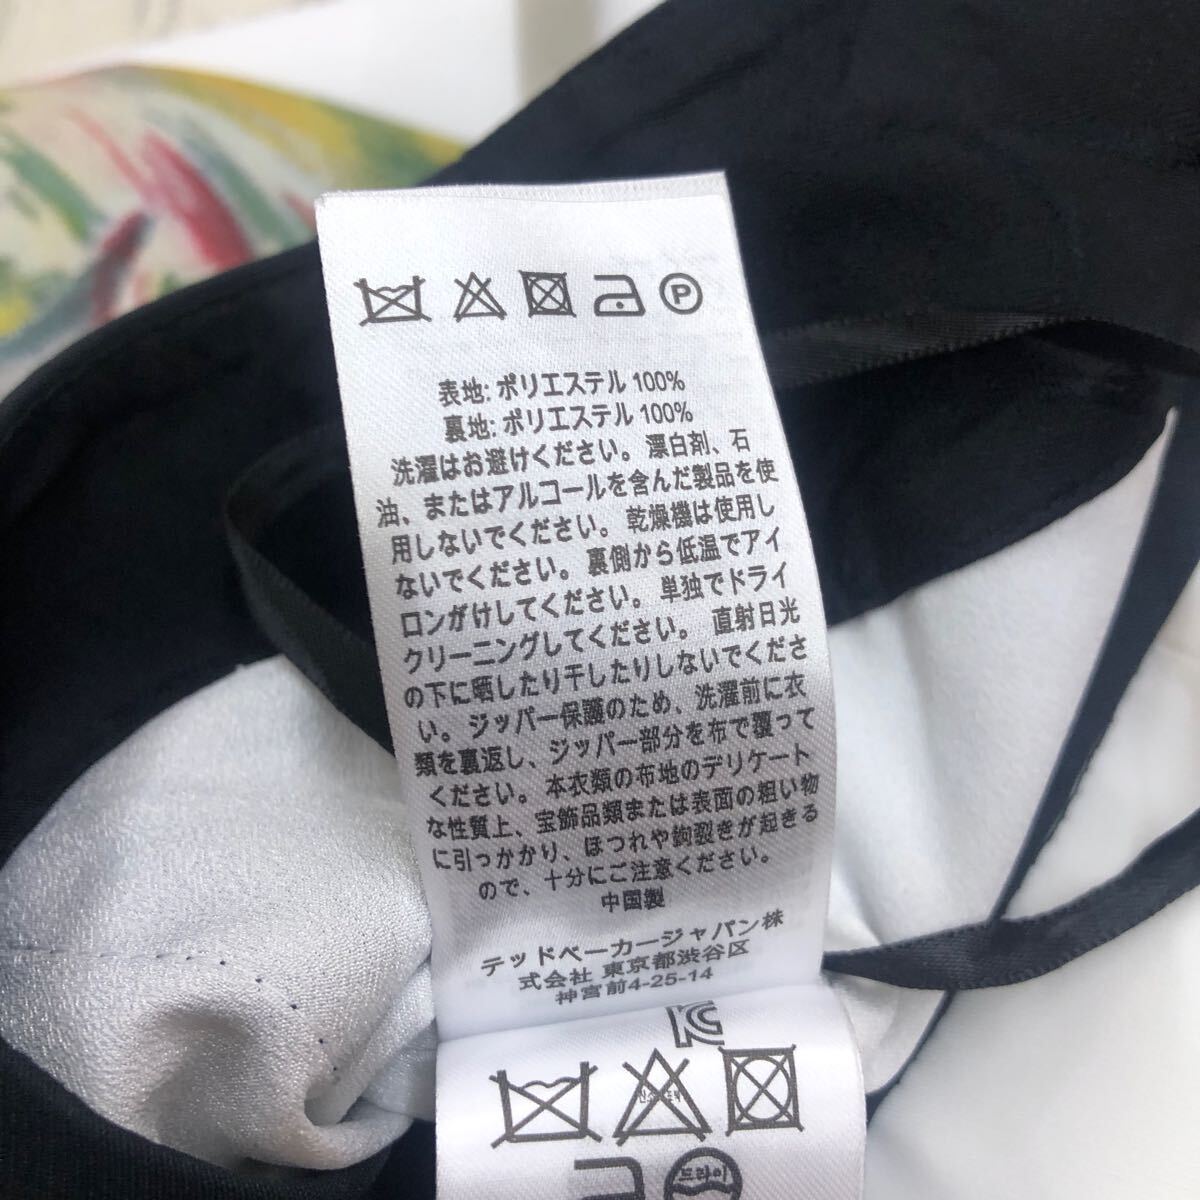 P
表地: ポリエステル 100%
裏地: ポリエステル 100%
洗濯はお避けください。漂白剤、石
油、またはアルコールを含んだ製品を使
用しないでください。乾燥機は使用し
ないでください。裏側から低温でアイ
ロンがけしてください。単独でドライ
クリーニングしてください。 直射日光
の下に晒したり干したりしないでくださ
い。ジッパー保護のため、洗濯前に衣
類を裏返し、ジッパー部分を布で覆って
ください。本衣類の布地のデリケート
な性質上、宝飾品類または表面の粗い物
に引っかかり、ほつれや鉤裂きが起きる
ので、十分にご注意ください。
中国製
テッドベーカージャパン株
式会社 東京都渋谷区
神宮前4-25-14
드라이